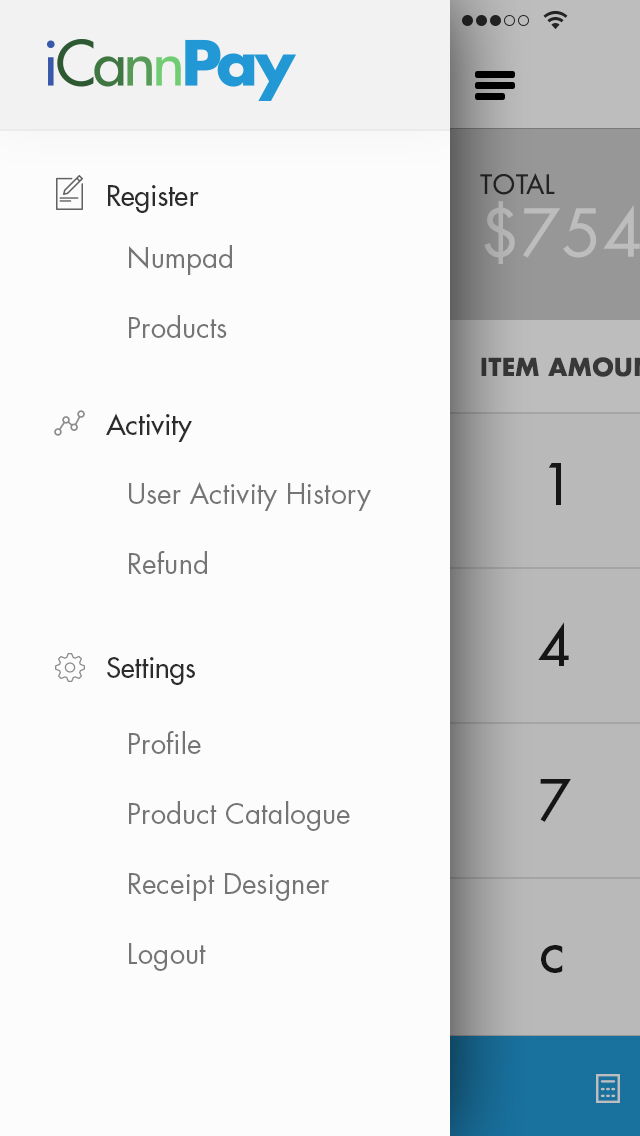 iCannPay
Register
Numpad
Products
Activity
User Activity History
Refund
Settings
Profile
Product Catalogue
Receipt Designer
Logout
TOTAL
$754
ITEM AMOUN
1
4
7
C